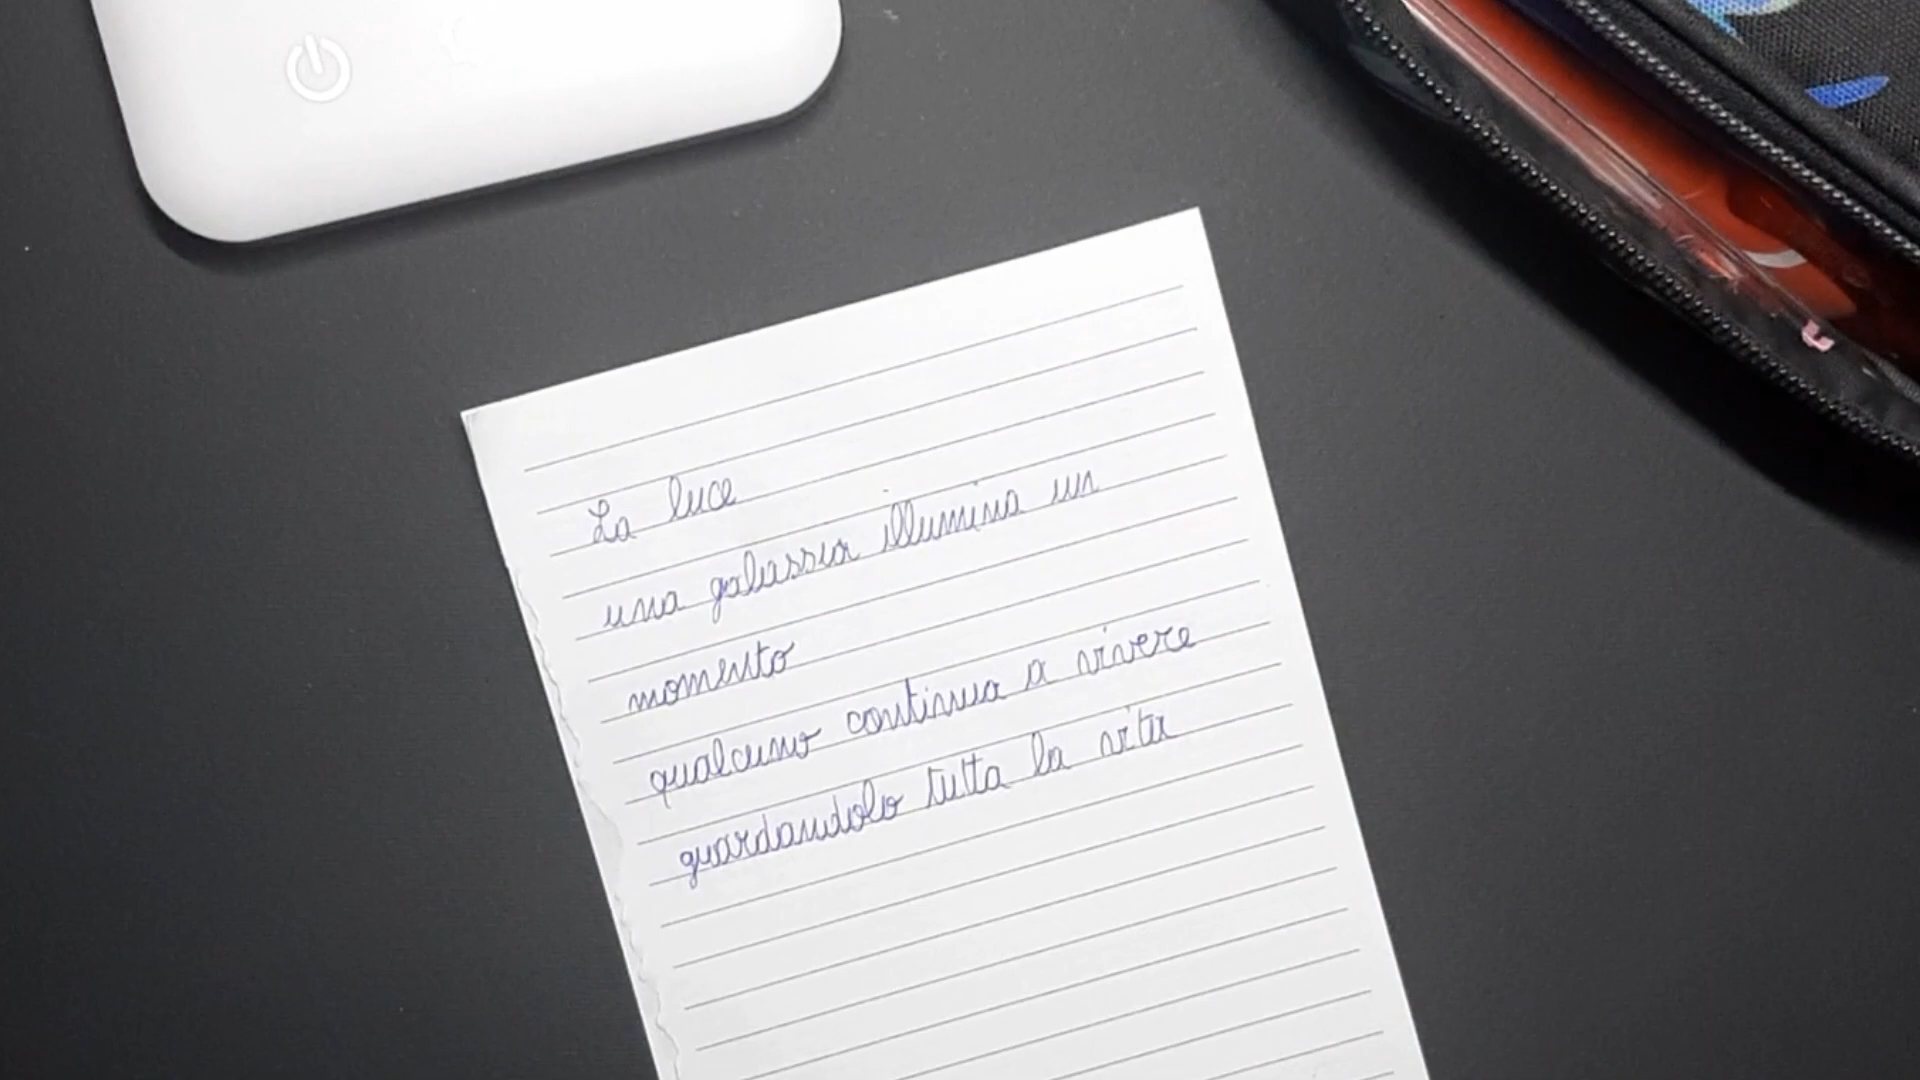 La luce
una galassia illumina un
momento
qualcuno continua a vivere
guardandolo tutta la vita